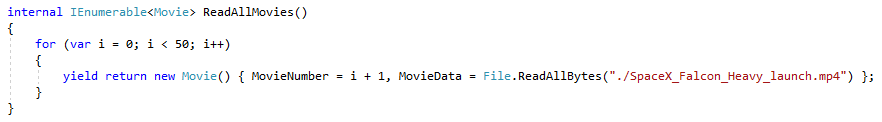 internal IEnumerable<Movie> ReadAllMovies()
{
    for (var i = 0; i < 50; i++)
    {
        yield return new Movie() { MovieNumber = i + 1, MovieData = File.ReadAllBytes("./SpaceX_Falcon_Heavy_launch.mp4") };
    }
}